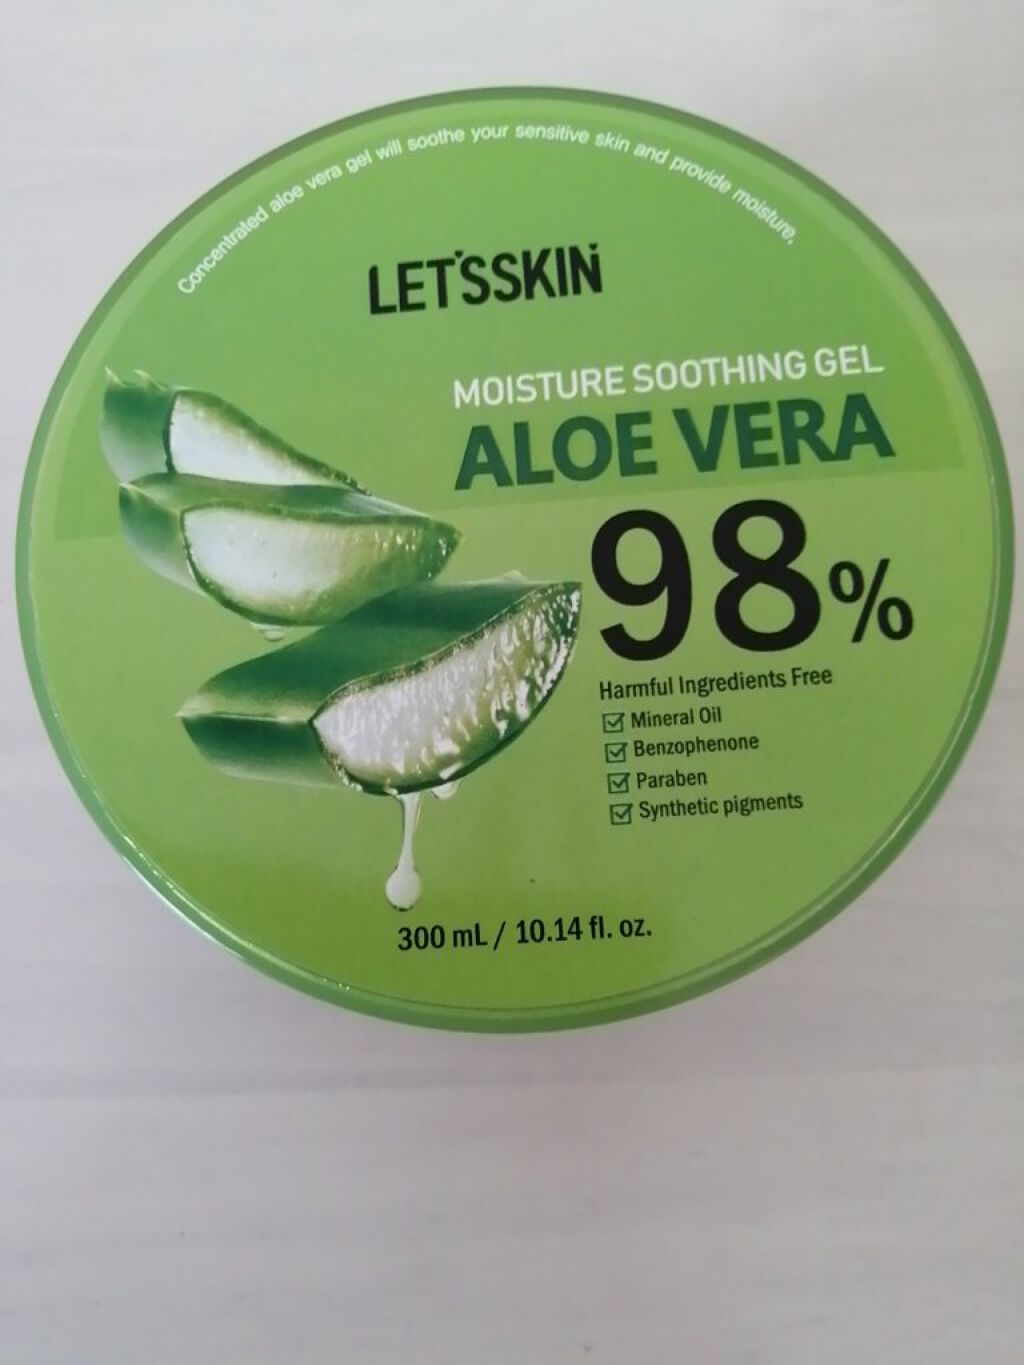 Concentrated aloe vera gel will soothe your sensitive skin and provide moisture.
LET'SSKIN
MOISTURE SOOTHING GEL
ALOE VERA
98%
Harmful Ingredients Free
Mineral Oil
Benzophenone
Paraben
Synthetic pigments
300 mL / 10.14 fl. oz.